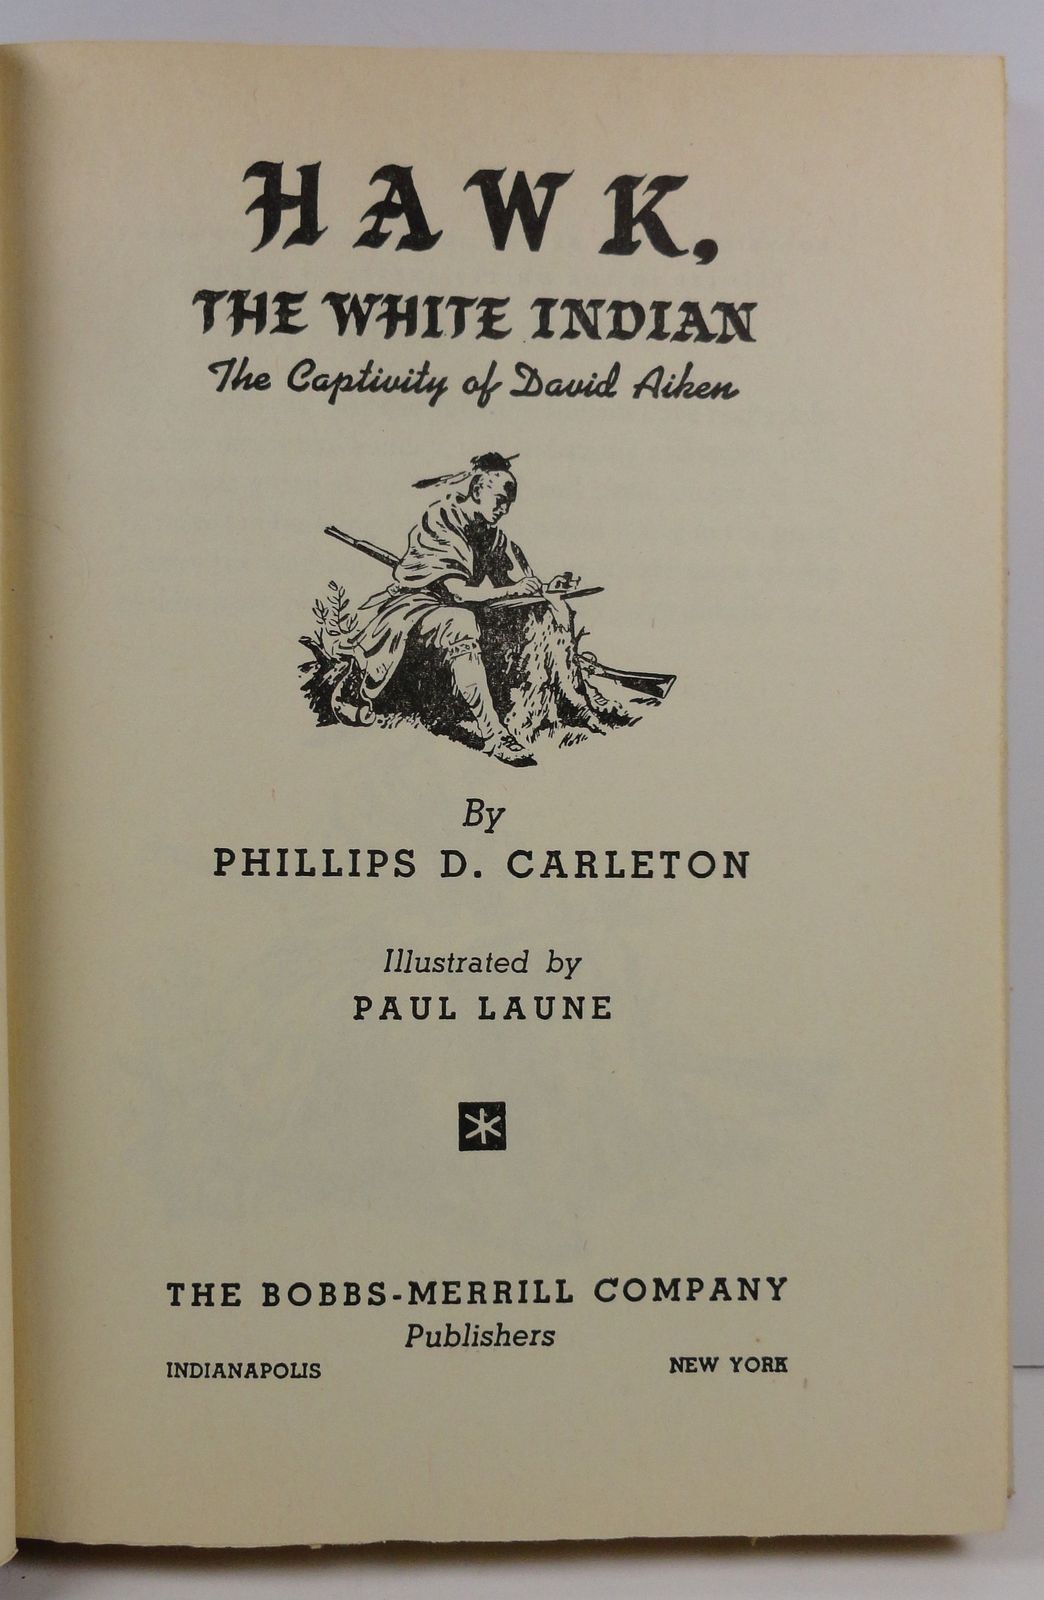 HAWK,
THE WHITE INDIAN
The Captivity of David Aiken
By
PHILLIPS D. CARLETON
Illustrated by
PAUL LAUNE
THE BOBBS-MERRILL COMPANY
Publishers
INDIANAPOLIS NEW YORK